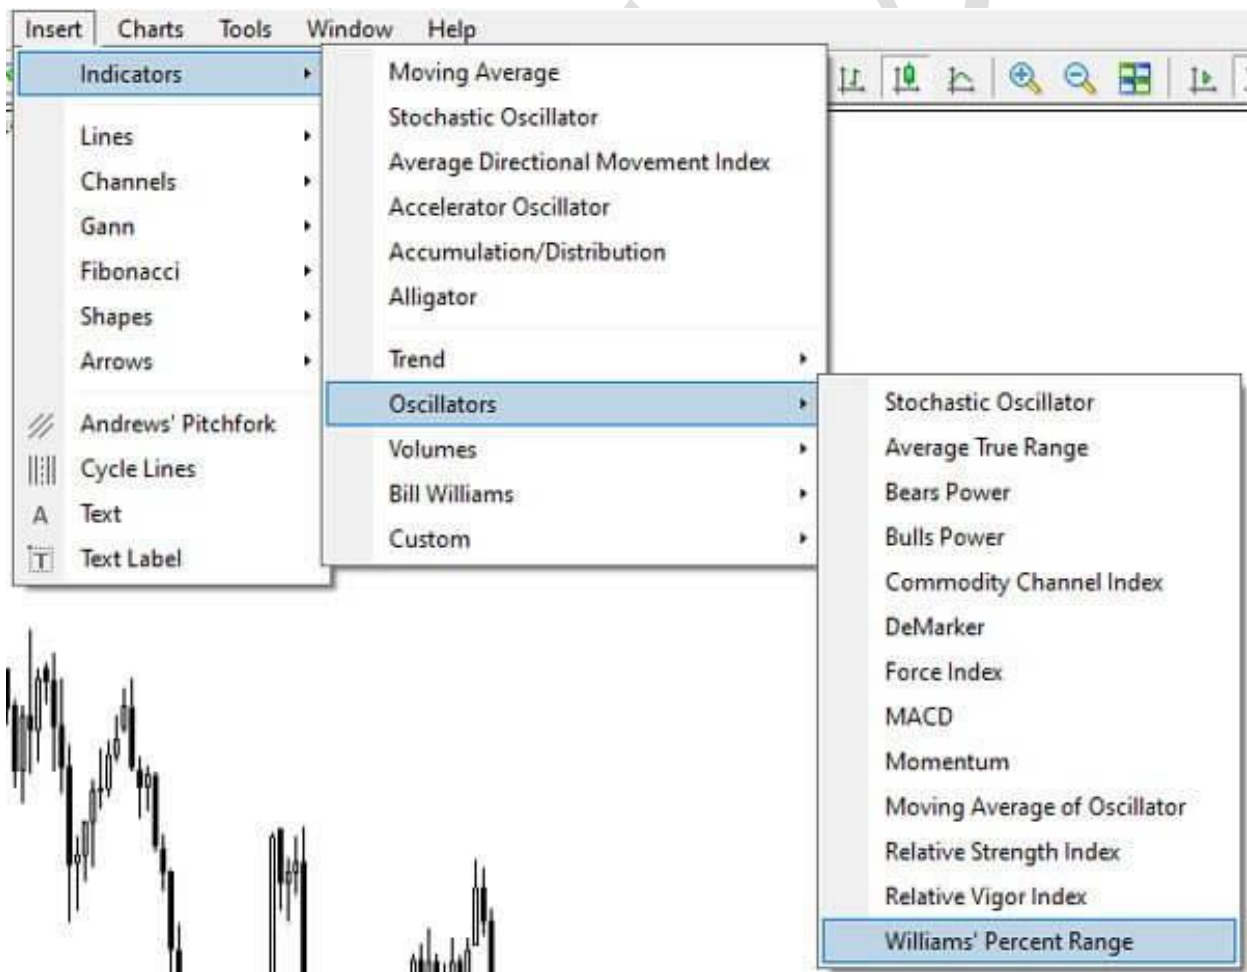 Insert Charts Tools Window Help
Indicators
Lines
Channels
Gann
Fibonacci
Shapes
Arrows
Andrews' Pitchfork
Cycle Lines
A Text
T Text Label
Moving Average
Stochastic Oscillator
Average Directional Movement Index
Accelerator Oscillator
Accumulation/Distribution
Alligator
Trend
Oscillators
Volumes
Bill Williams
Custom
Stochastic Oscillator
Average True Range
Bears Power
Bulls Power
Commodity Channel Index
DeMarker
Force Index
MACD
Momentum
Moving Average of Oscillator
Relative Strength Index
Relative Vigor Index
Williams' Percent Range